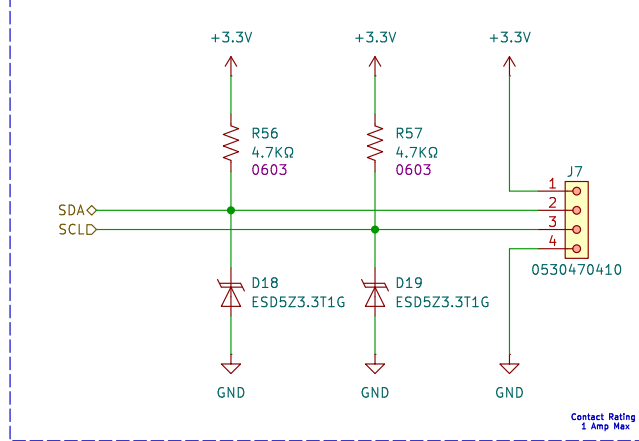 +3.3V
+3.3V
+3.3V
R56
4.7KΩ
0603
R57
4.7KΩ
0603
J7
1
2
3
4
SDA
SCL
0530470410
D18
ESD5Z3.3T1G
D19
ESD5Z3.3T1G
GND
GND
GND
Contact Rating
1 Amp Max